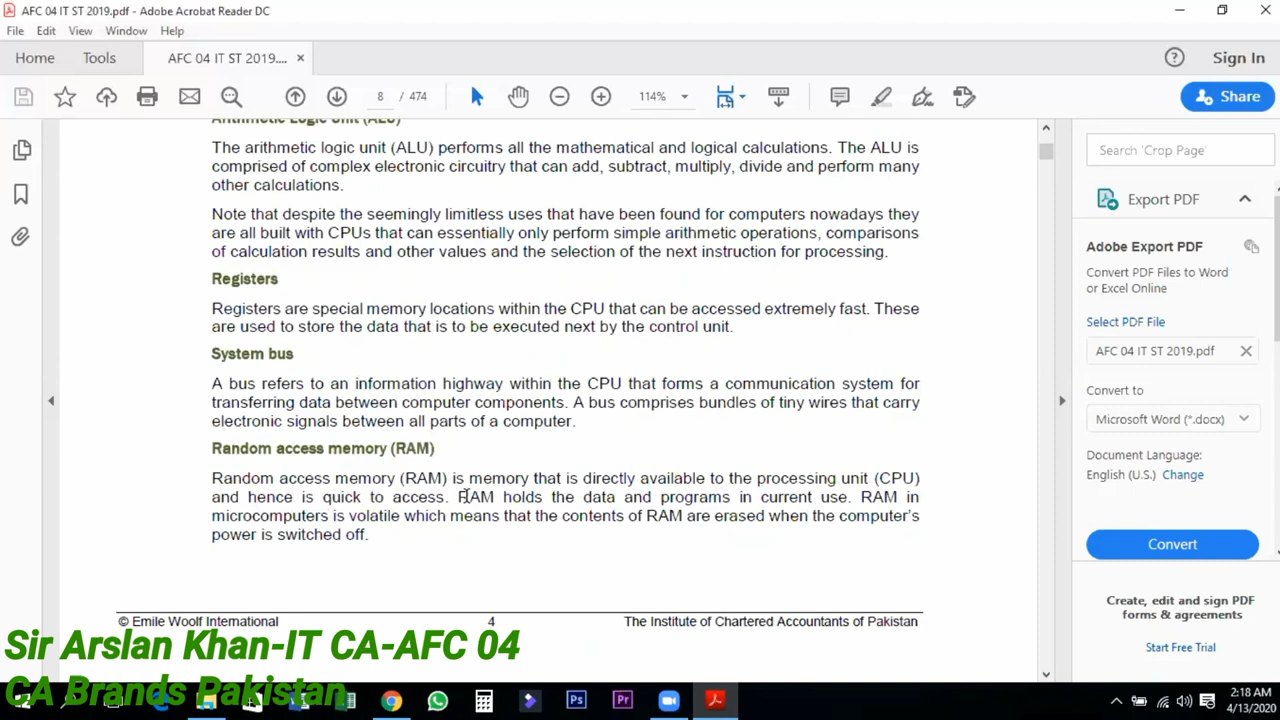 AFC 04 IT ST 2019.pdf - Adobe Acrobat Reader DC
File Edit View Window Help
Home Tools AFC 04 IT ST 2019.... × Sign In
8 / 474 114% Share
Arithmetic Logic Unit (ALU)
The arithmetic logic unit (ALU) performs all the mathematical and logical calculations. The ALU is
comprised of complex electronic circuitry that can add, subtract, multiply, divide and perform many
other calculations.
Note that despite the seemingly limitless uses that have been found for computers nowadays they
are all built with CPUs that can essentially only perform simple arithmetic operations, comparisons
of calculation results and other values and the selection of the next instruction for processing.
Registers
Registers are special memory locations within the CPU that can be accessed extremely fast. These
are used to store the data that is to be executed next by the control unit.
System bus
A bus refers to an information highway within the CPU that forms a communication system for
transferring data between computer components. A bus comprises bundles of tiny wires that carry
electronic signals between all parts of a computer.
Random access memory (RAM)
Random access memory (RAM) is memory that is directly available to the processing unit (CPU)
and hence is quick to access. RAM holds the data and programs in current use. RAM in
microcomputers is volatile which means that the contents of RAM are erased when the computer's
power is switched off.
© Emile Woolf International 4 The Institute of Chartered Accountants of Pakistan
Search 'Crop Page'
Export PDF
Adobe Export PDF
Convert PDF Files to Word
or Excel Online
Select PDF File
AFC 04 IT ST 2019.pdf
Convert to
Microsoft Word (*.docx)
Document Language:
English (U.S.) Change
Convert
Create, edit and sign PDF
forms & agreements
Start Free Trial
Sir Arslan Khan-IT CA-AFC 04
CA Brands Pakistan
Ps Pr
2:18 AM
4/13/2020